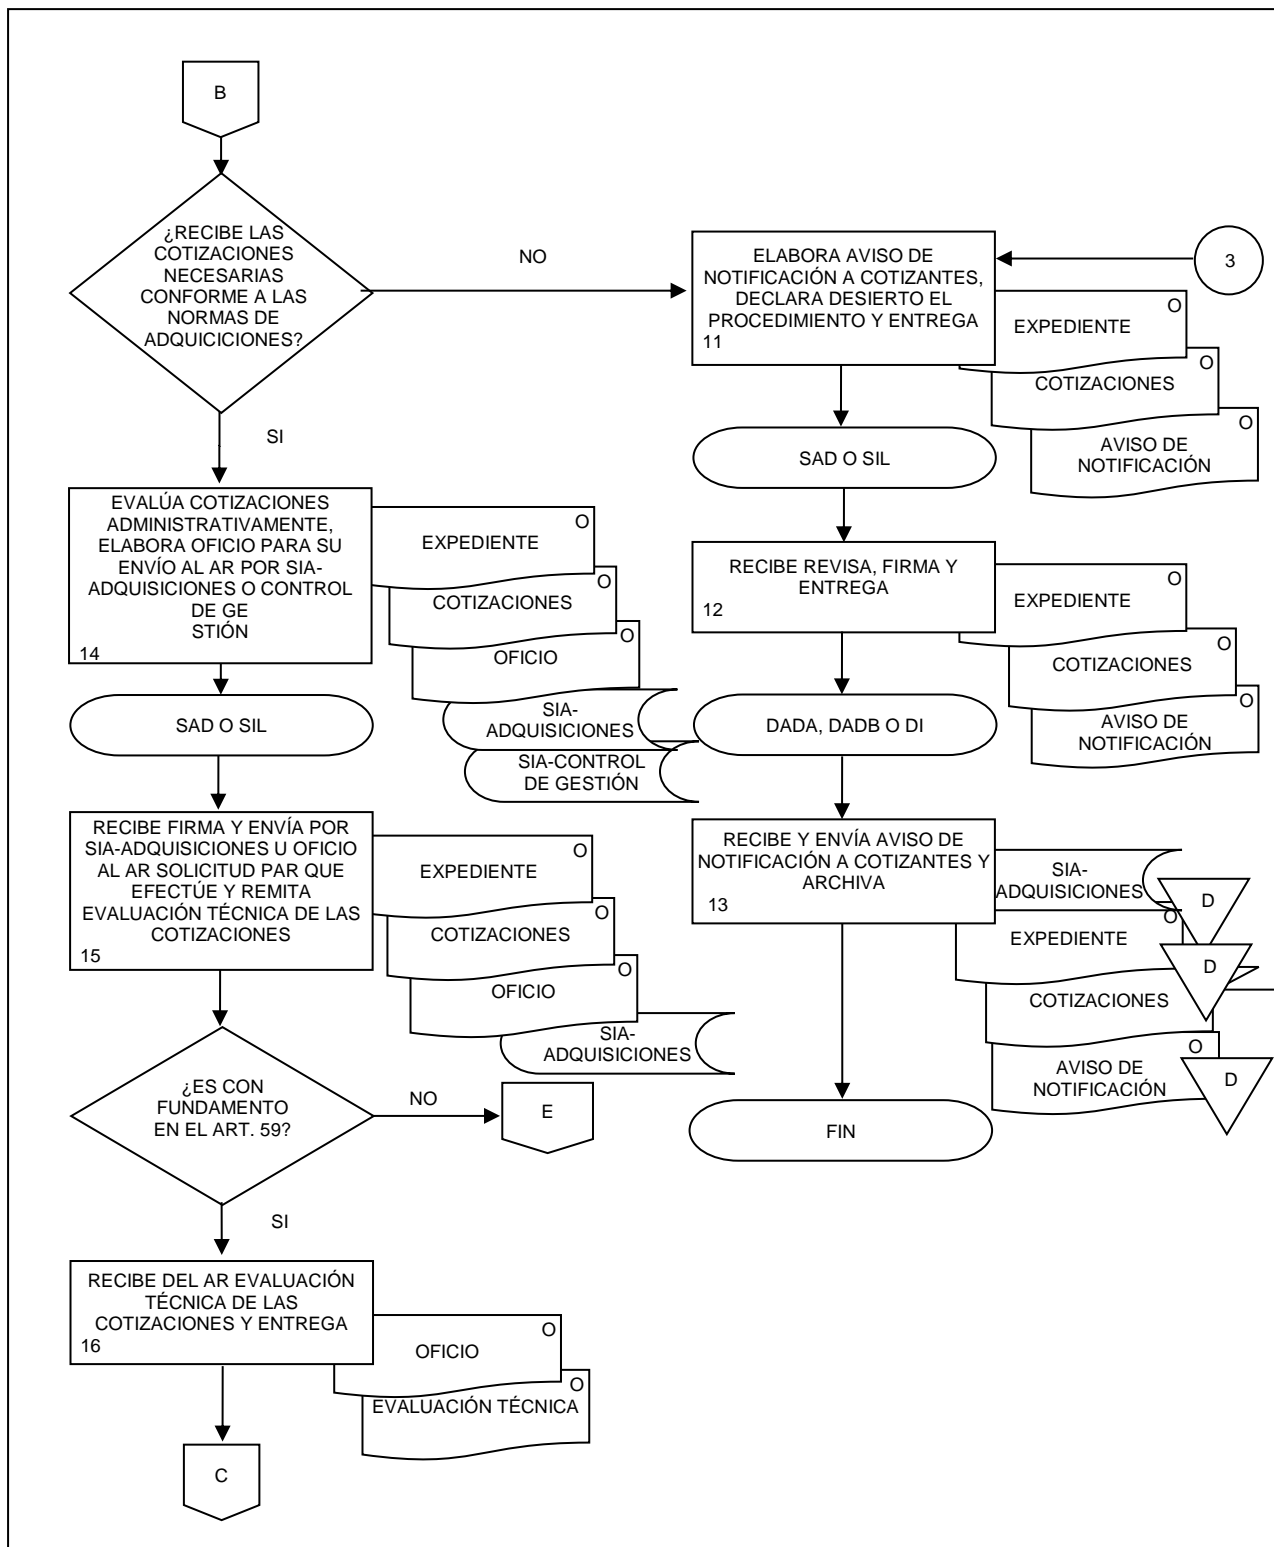 B
¿RECIBE LAS
COTIZACIONES
NECESARIAS
CONFORME A LAS
NORMAS DE
ADQUICICIONES?
NO
SI
ELABORA AVISO DE
NOTIFICACIÓN A COTIZANTES,
DECLARA DESIERTO EL
PROCEDIMIENTO Y ENTREGA
11
3
O
EXPEDIENTE
O
COTIZACIONES
O
AVISO DE
NOTIFICACIÓN
SAD O SIL
RECIBE REVISA, FIRMA Y
ENTREGA
12
O
EXPEDIENTE
O
COTIZACIONES
O
AVISO DE
NOTIFICACIÓN
DADA, DADB O DI
RECIBE Y ENVÍA AVISO DE
NOTIFICACIÓN A COTIZANTES Y
ARCHIVA
13
SIA-
ADQUISICIONES
D
O
EXPEDIENTE
D
COTIZACIONES
O
AVISO DE
NOTIFICACIÓN
D
FIN
EVALÚA COTIZACIONES
ADMINISTRATIVAMENTE,
ELABORA OFICIO PARA SU
ENVÍO AL AR POR SIA-
ADQUISICIONES O CONTROL
DE GE
STIÓN
14
O
EXPEDIENTE
O
COTIZACIONES
O
OFICIO
SIA-
ADQUISICIONES
SIA-CONTROL
DE GESTIÓN
SAD O SIL
RECIBE FIRMA Y ENVÍA POR
SIA-ADQUISICIONES U OFICIO
AL AR SOLICITUD PAR QUE
EFECTÚE Y REMITA
EVALUACIÓN TÉCNICA DE LAS
COTIZACIONES
15
O
EXPEDIENTE
O
COTIZACIONES
O
OFICIO
SIA-
ADQUISICIONES
¿ES CON
FUNDAMENTO
EN EL ART. 59?
NO
E
SI
RECIBE DEL AR EVALUACIÓN
TÉCNICA DE LAS
COTIZACIONES Y ENTREGA
16
O
OFICIO
O
EVALUACIÓN TÉCNICA
C